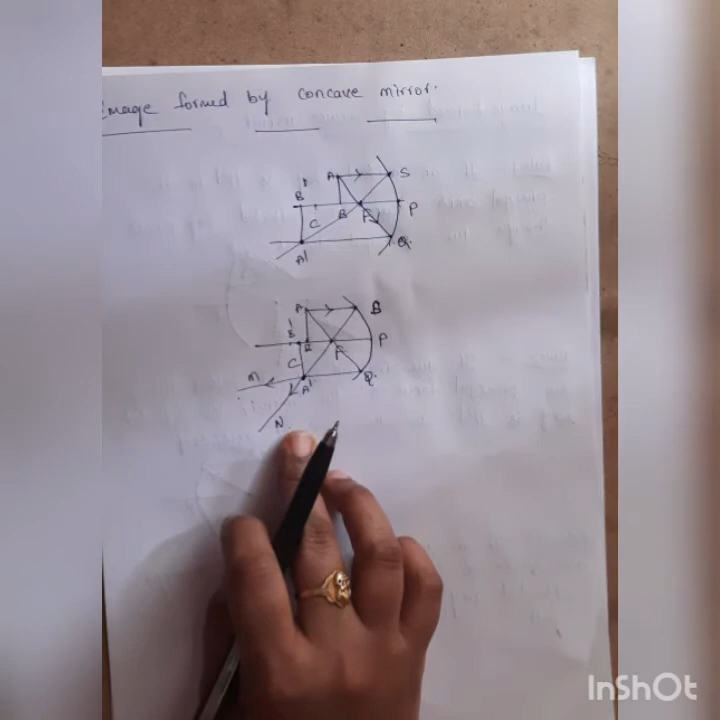 Image formed by concave mirror.
A S
B'
C B F P
Q
A'
A B
B' B F P
C
M A' Q
N
InShOt